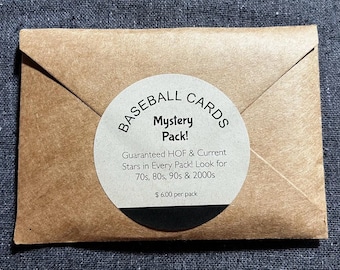 BASEBALL CARDS
Mystery
Pack!
Guaranteed HOF & Current
Stars in Every Pack! Look for
70s, 80s, 90s & 2000s
$ 6.00 per pack